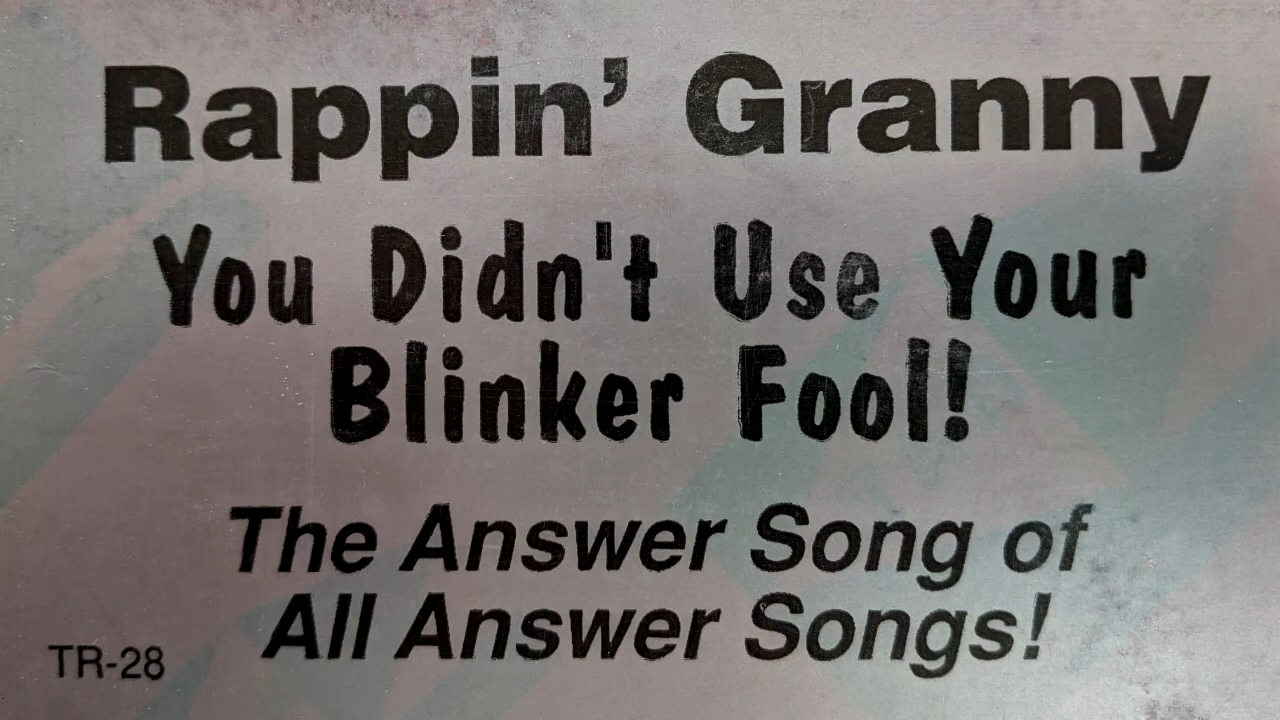 Rappin’ Granny
You Didn't Use Your
Blinker Fool!
The Answer Song of
All Answer Songs!
TR-28